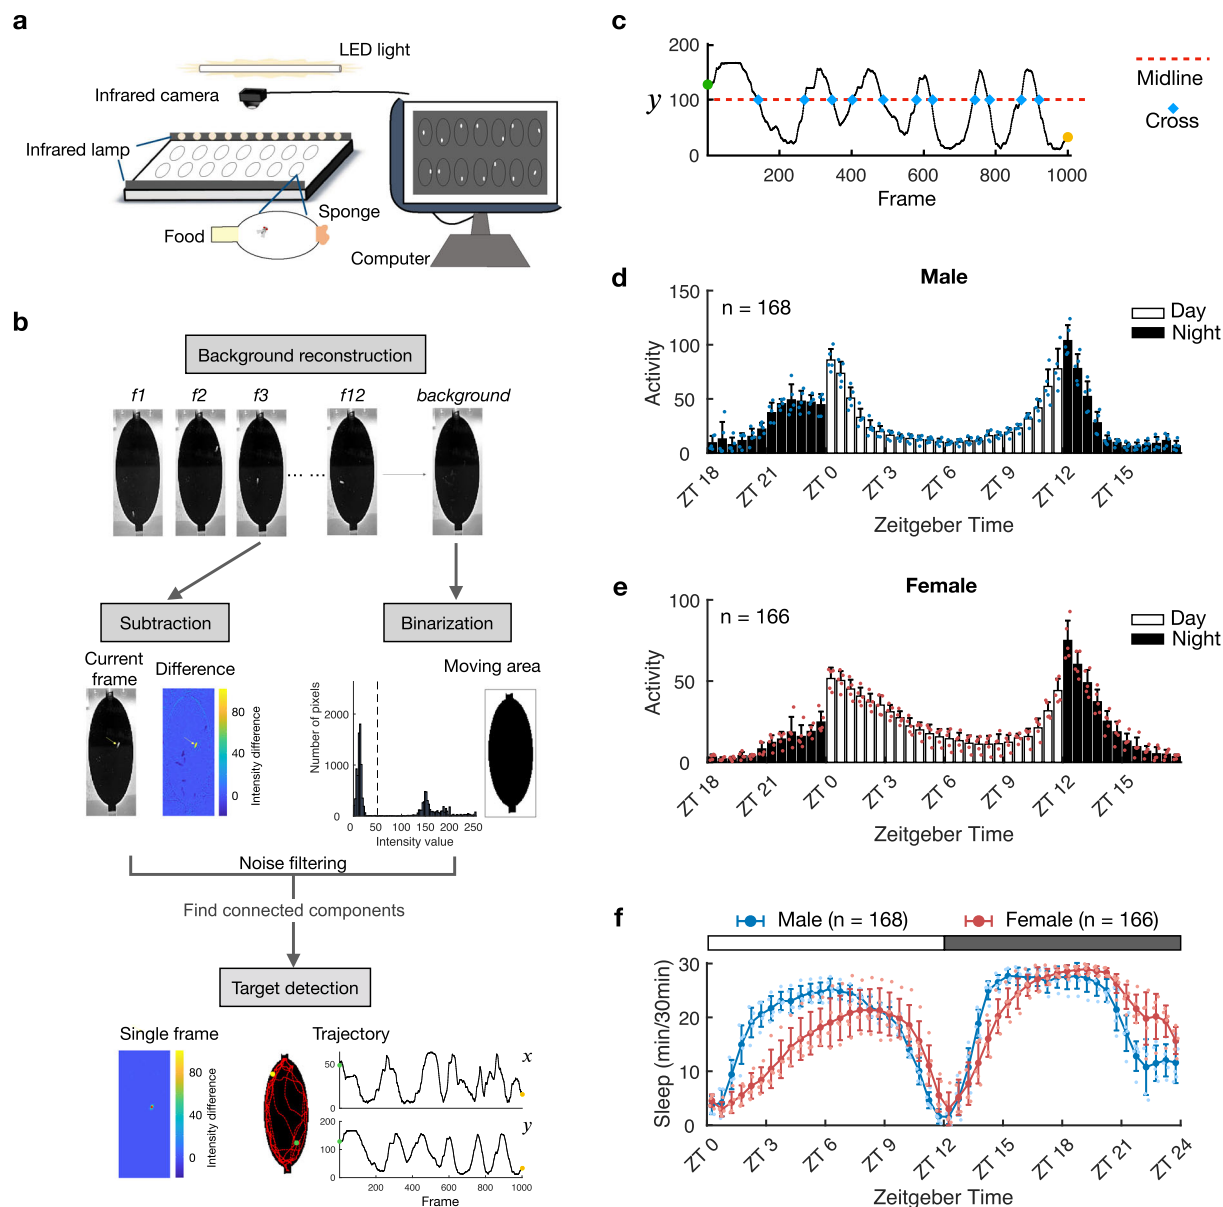 a
LED light
Infrared camera
Infrared lamp
Sponge
Food
Computer
b
Background reconstruction
f1 f2 f3 f12 background
... ...
Subtraction Binarization
Current frame
Difference
80
40
0
Intensity difference
Moving area
Number of pixels
2000
1000
0
0 50 100 150 200 250
Intensity value
Noise filtering
Find connected components
Target detection
Single frame
80
40
0
Intensity difference
Trajectory
x
50
0
y
200
100
0
200 400 600 800 1000
Frame
c
200
100
0
y
200 400 600 800 1000
Frame
Midline
Cross
d
Male
n = 168
Day
Night
150
100
50
0
Activity
ZT 18 ZT 21 ZT 0 ZT 3 ZT 6 ZT 9 ZT 12 ZT 15
Zeitgeber Time
e
Female
n = 166
Day
Night
100
50
0
Activity
ZT 18 ZT 21 ZT 0 ZT 3 ZT 6 ZT 9 ZT 12 ZT 15
Zeitgeber Time
f
Male (n = 168) Female (n = 166)
30
20
10
0
Sleep (min/30min)
ZT 0 ZT 3 ZT 6 ZT 9 ZT 12 ZT 15 ZT 18 ZT 21 ZT 24
Zeitgeber Time